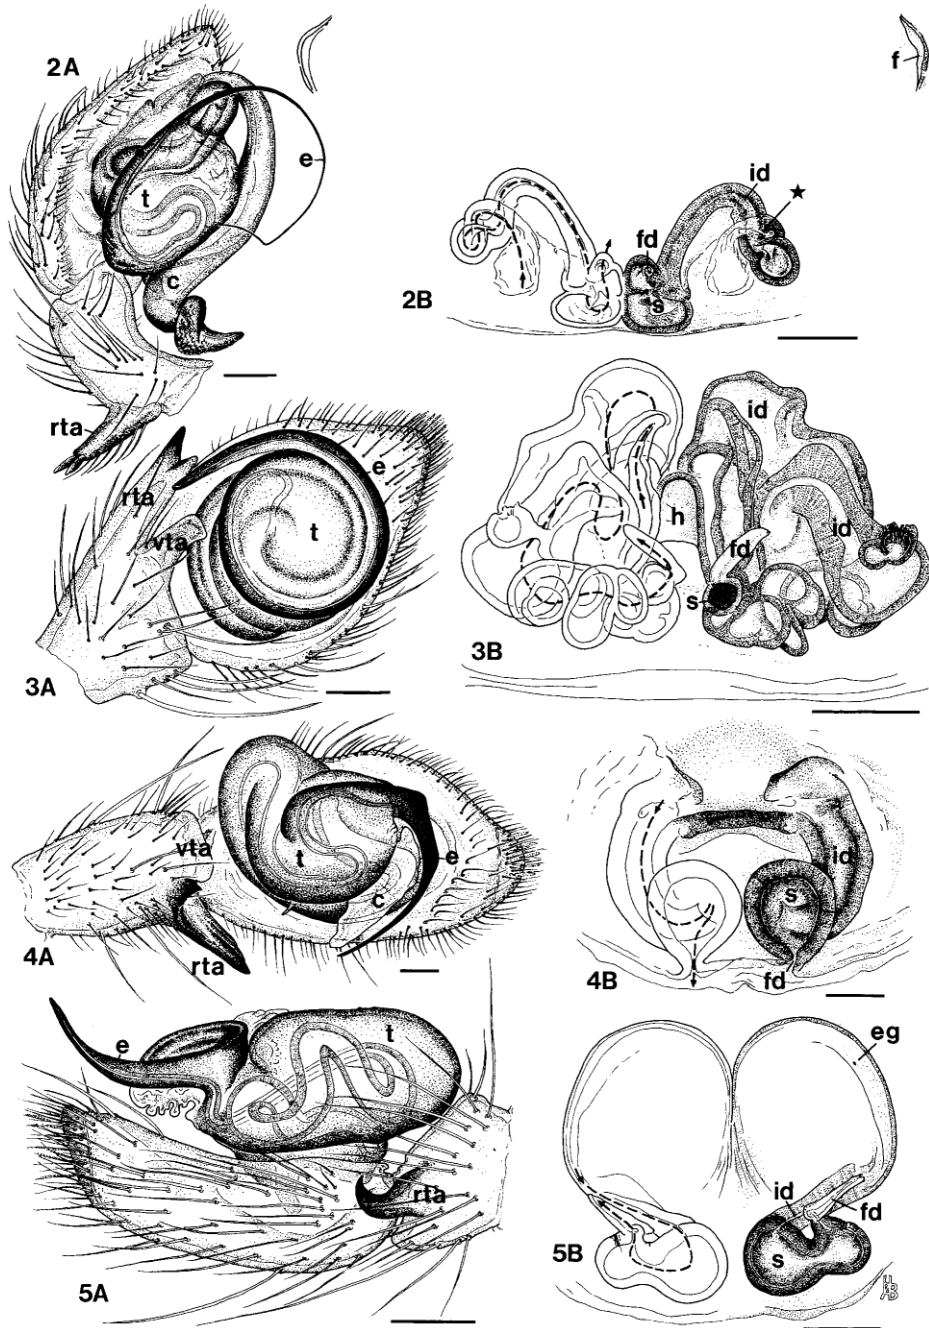 2A
e
t
c
rta
f
id
★
fd
s
2B
rta
vta
e
t
3A
id
h
id
fd
s
3B
vta
t
e
c
rta
4A
id
s
fd
4B
e
t
rta
5A
eg
id
fd
s
5B